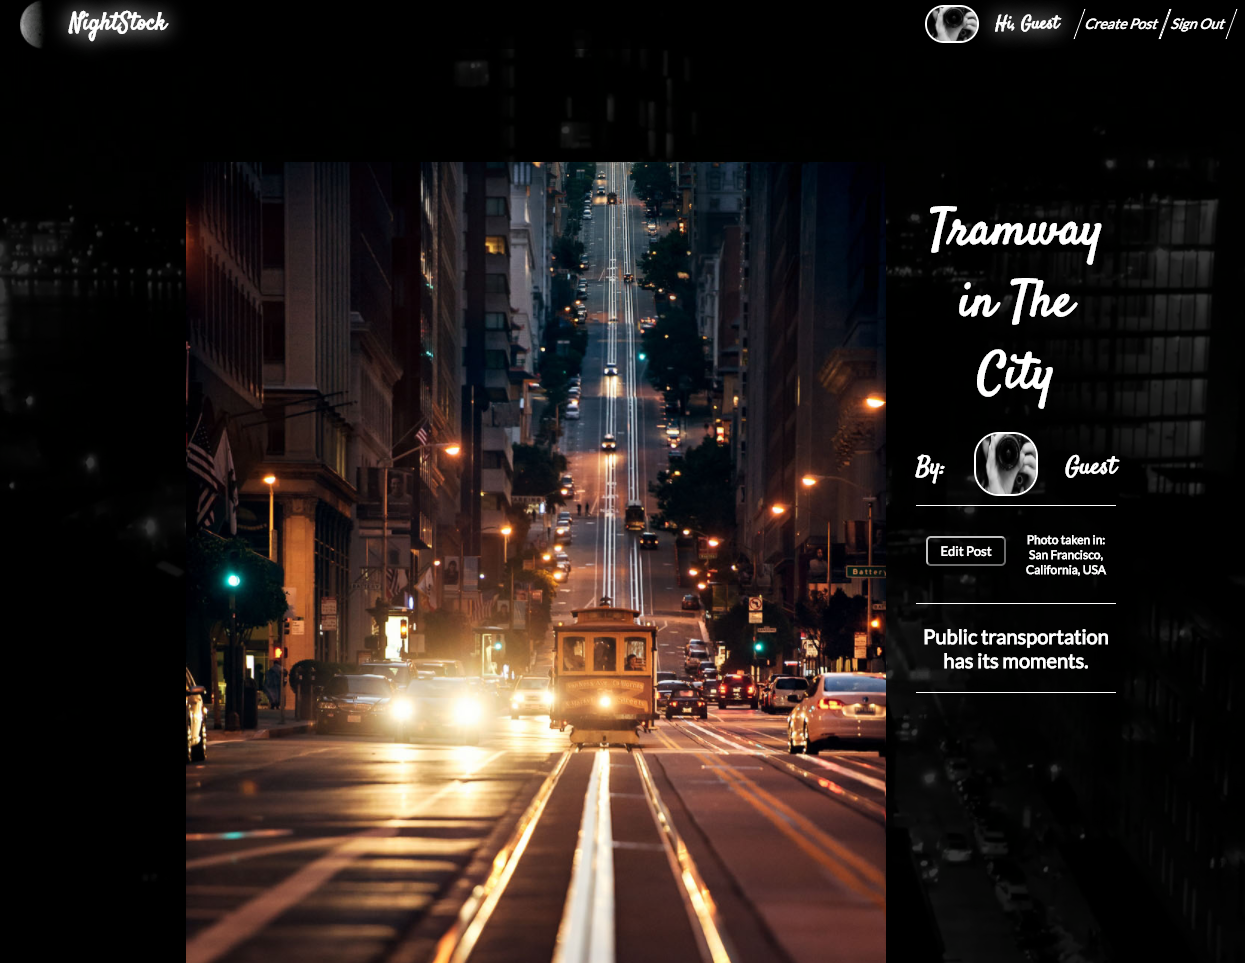 NightStock
Hi, Guest
Create Post
Sign Out
Tramway
in The
City
By:
Guest
Edit Post
Photo taken in:
San Francisco,
California, USA
Public transportation
has its moments.
Battery